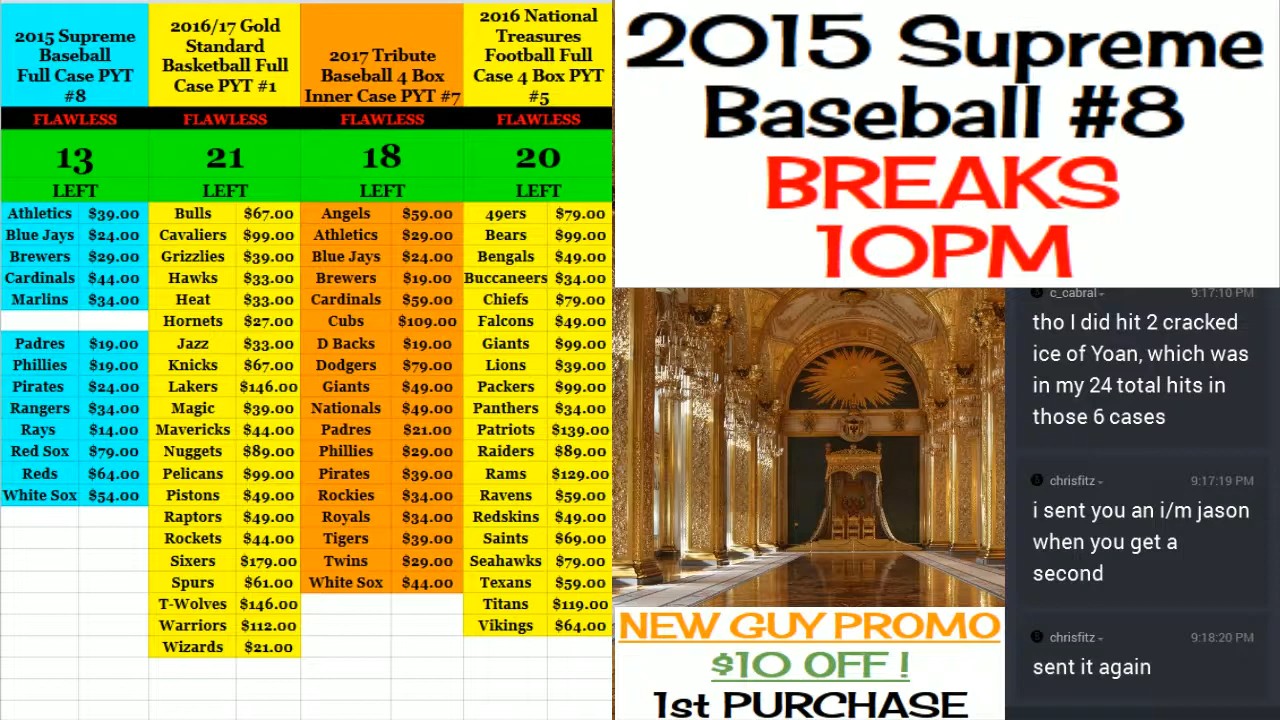 2015 Supreme
Baseball
Full Case PYT
#8
FLAWLESS
13
LEFT
Athletics $39.00
Blue Jays $24.00
Brewers $29.00
Cardinals $44.00
Marlins $34.00
Padres $19.00
Phillies $19.00
Pirates $24.00
Rangers $34.00
Rays $14.00
Red Sox $79.00
Reds $64.00
White Sox $54.00
2016/17 Gold
Standard
Basketball Full
Case PYT #1
FLAWLESS
21
LEFT
Bulls $67.00
Cavaliers $99.00
Grizzlies $39.00
Hawks $33.00
Heat $33.00
Hornets $27.00
Jazz $33.00
Knicks $67.00
Lakers $146.00
Magic $39.00
Mavericks $44.00
Nuggets $89.00
Pelicans $99.00
Pistons $49.00
Raptors $49.00
Rockets $44.00
Sixers $179.00
Spurs $61.00
T-Wolves $146.00
Warriors $112.00
Wizards $21.00
2017 Tribute
Baseball 4 Box
Inner Case PYT #7
FLAWLESS
18
LEFT
Angels $59.00
Athletics $29.00
Blue Jays $24.00
Brewers $19.00
Cardinals $59.00
Cubs $109.00
D Backs $19.00
Dodgers $79.00
Giants $49.00
Nationals $49.00
Padres $21.00
Phillies $29.00
Pirates $39.00
Rockies $34.00
Royals $34.00
Tigers $39.00
Twins $29.00
White Sox $44.00
2016 National
Treasures
Football Full
Case 4 Box PYT
#5
FLAWLESS
20
LEFT
49ers $79.00
Bears $99.00
Bengals $49.00
Buccaneers $34.00
Chiefs $79.00
Falcons $49.00
Giants $99.00
Lions $39.00
Packers $99.00
Panthers $34.00
Patriots $139.00
Raiders $89.00
Rams $129.00
Ravens $59.00
Redskins $49.00
Saints $69.00
Seahawks $79.00
Texans $59.00
Titans $119.00
Vikings $64.00
2015 Supreme
Baseball #8
BREAKS
10PM
NEW GUY PROMO
$10 OFF !
1st PURCHASE
c_cabral 9:17:10 PM
tho I did hit 2 cracked
ice of Yoan, which was
in my 24 total hits in
those 6 cases
chrisfitz 9:17:19 PM
i sent you an i/m jason
when you get a
second
chrisfitz 9:18:20 PM
sent it again